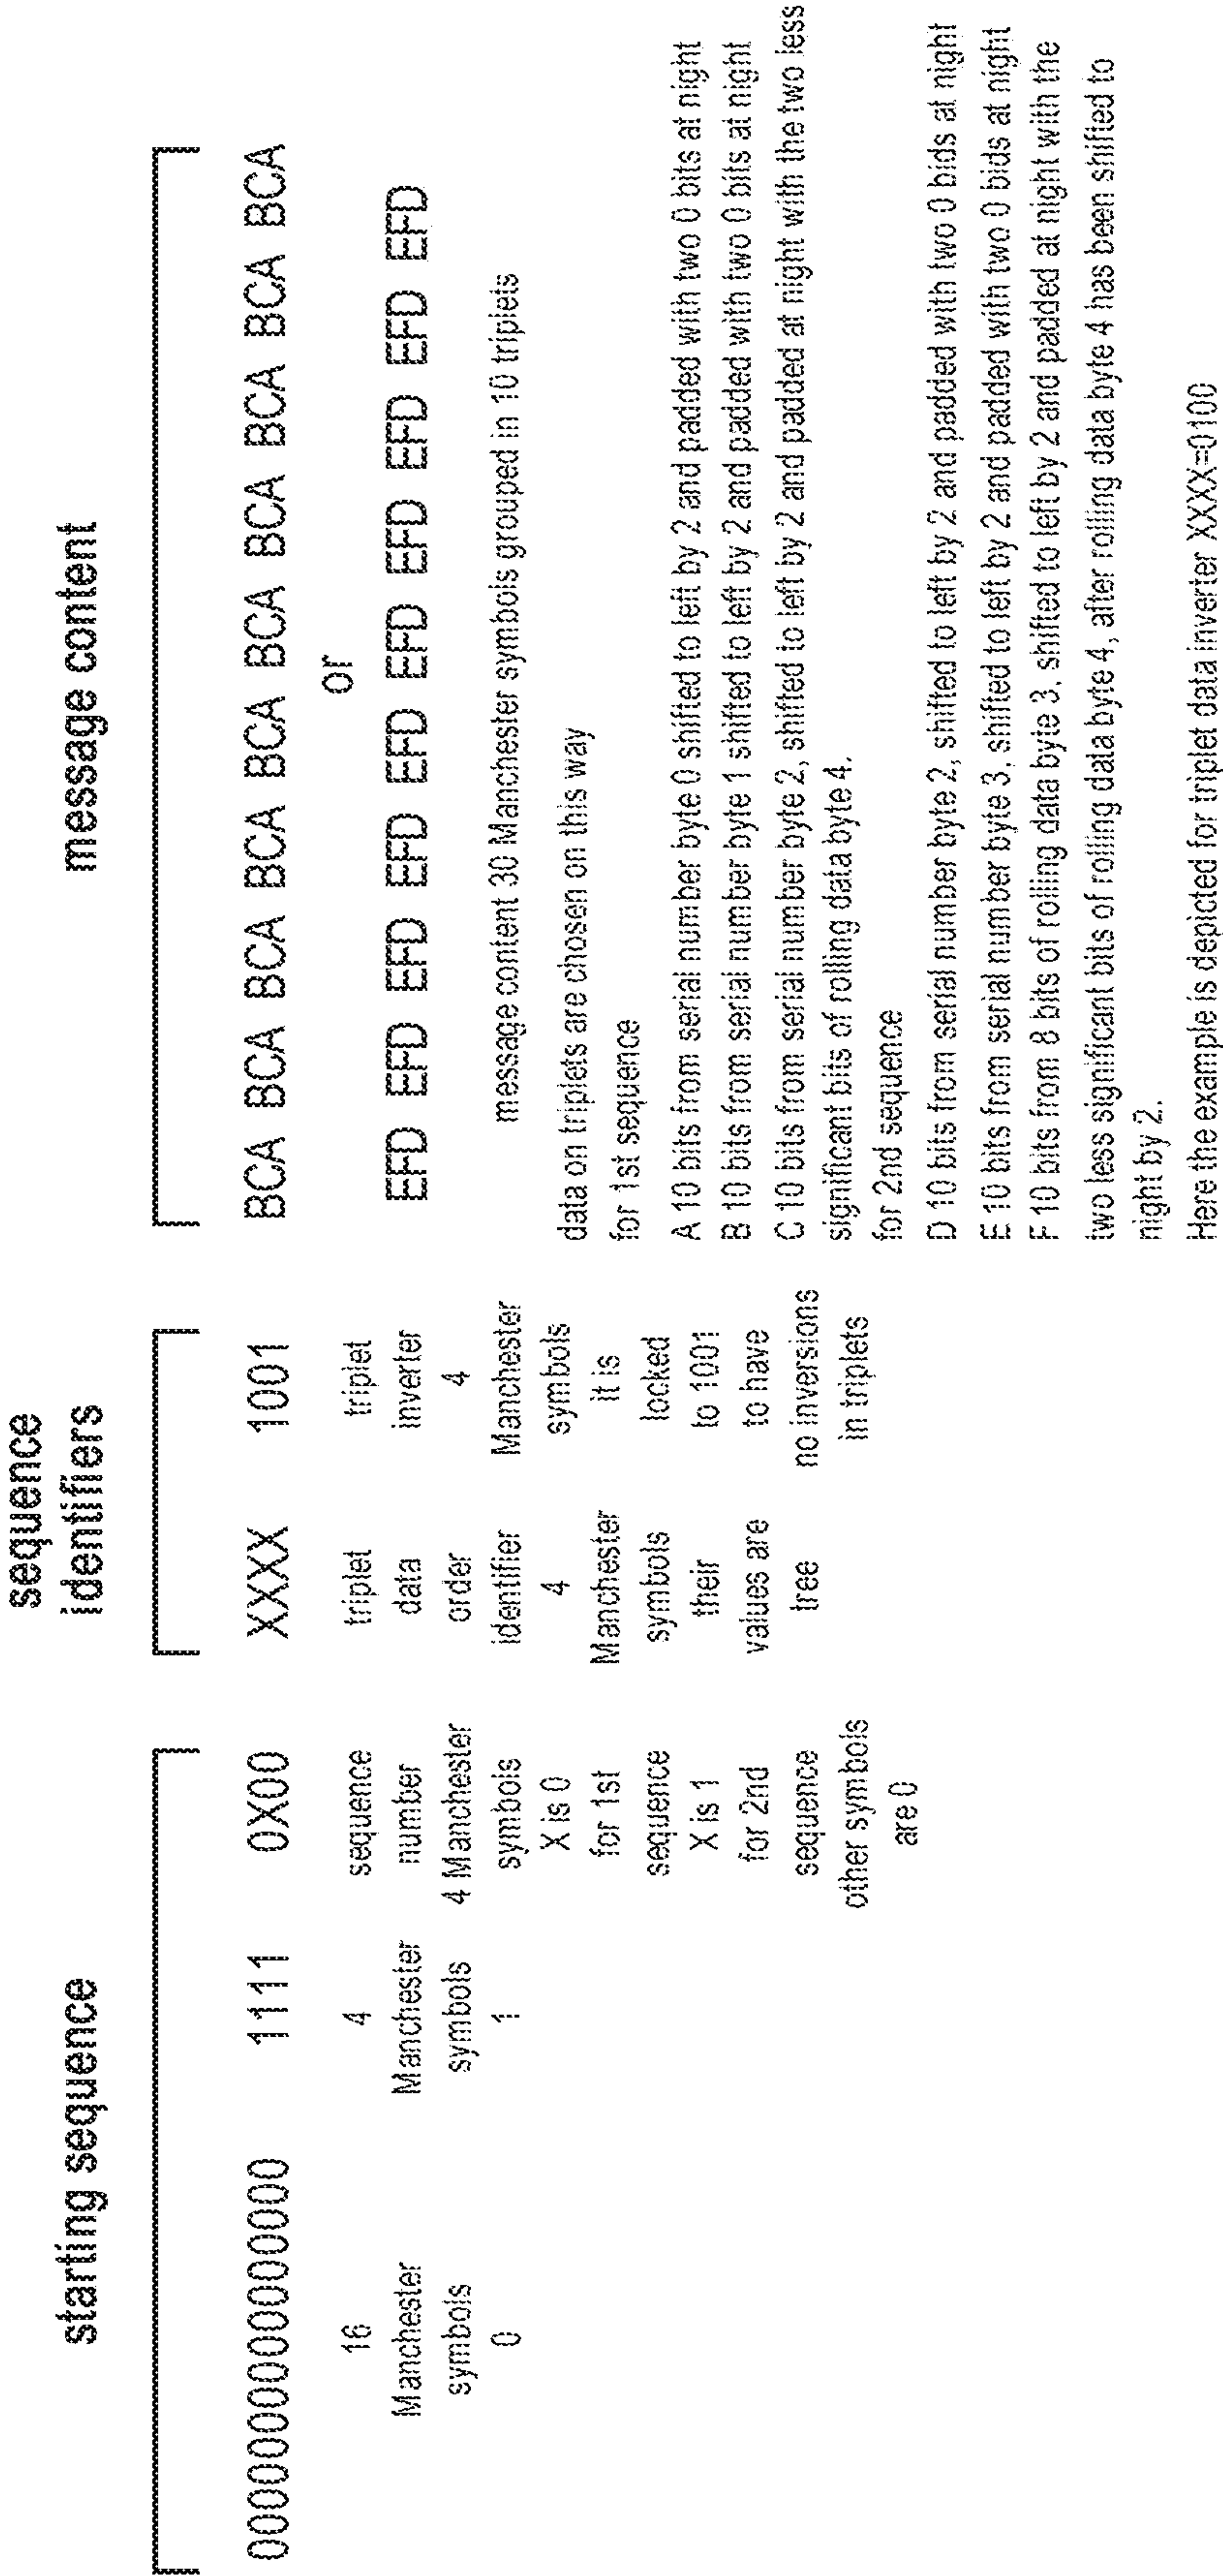 starting sequence
0000000000000000 1111 0X00
16
Manchester
symbols
0
4
Manchester
symbols
1
sequence
number
4 Manchester
symbols
X is 0
for 1st
sequence
X is 1
for 2nd
sequence
other symbols
are 0
sequence
identifiers
XXXX 1001
triplet
data
order
identifier
4
Manchester
symbols
their
values are
tree
triplet
inverter
4
Manchester
symbols
it is
locked
to 1001
to have
no inversions
in triplets
message content
BCA BCA BCA BCA BCA BCA BCA BCA BCA BCA
or
EFD EFD EFD EFD EFD EFD EFD EFD EFD EFD
message content 30 Manchester symbols grouped in 10 triplets
data on triplets are chosen on this way
for 1st sequence
A 10 bits from serial number byte 0 shifted to left by 2 and padded with two 0 bits at night
B 10 bits from serial number byte 1 shifted to left by 2 and padded with two 0 bits at night
C 10 bits from serial number byte 2, shifted to left by 2 and padded at night with the two less
significant bits of rolling data byte 4.
for 2nd sequence
D 10 bits from serial number byte 2, shifted to left by 2 and padded with two 0 bids at night
E 10 bits from serial number byte 3, shifted to left by 2 and padded with two 0 bids at night
F 10 bits from 8 bits of rolling data byte 3, shifted to left by 2 and padded at night with the
two less significant bits of rolling data byte 4, after rolling data byte 4 has been shifted to
night by 2.
Here the example is depicted for triplet data inverter XXXX=0100